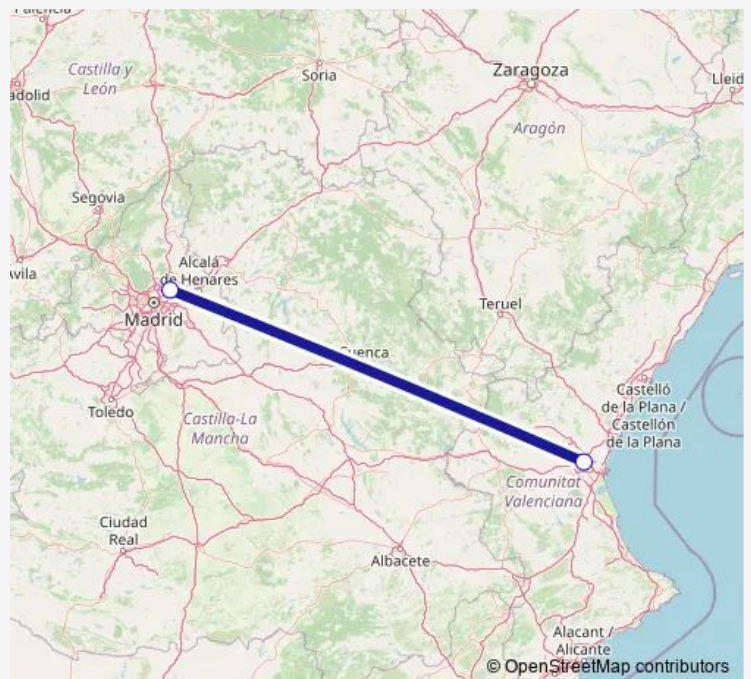 Palencia
Castilla y
León
Soria
Zaragoza
Lleid
adolid
Aragón
Segovia
Alcalá
de Henares
vila
Madrid
Teruel
Cuenca
Castelló
de la Plana /
Castellón
de la Plana
Toledo
Castilla-La
Mancha
Comunitat
Valenciana
Ciudad
Real
Albacete
Alacant /
Alicante
© OpenStreetMap contributors